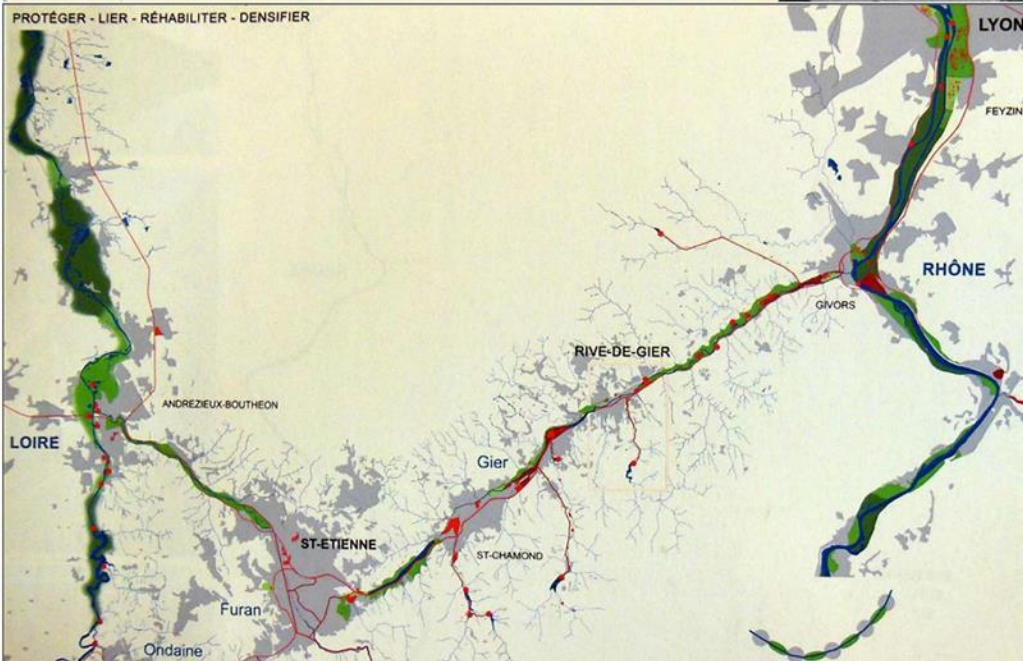 PROTÉGER - LIER - RÉHABILITER - DENSIFIER
LYON
FEYZIN
RHÔNE
GIVORS
RIVE-DE-GIER
ANDREZIEUX-BOUTHEON
LOIRE
Gier
ST-ETIENNE
ST-CHAMOND
Furan
Ondaine